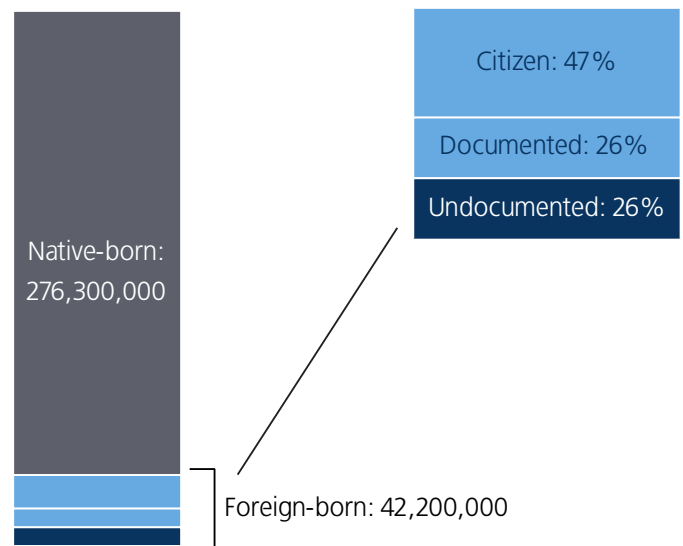 Citizen: 47%
Documented: 26%
Undocumented: 26%
Native-born:
276,300,000
Foreign-born: 42,200,000